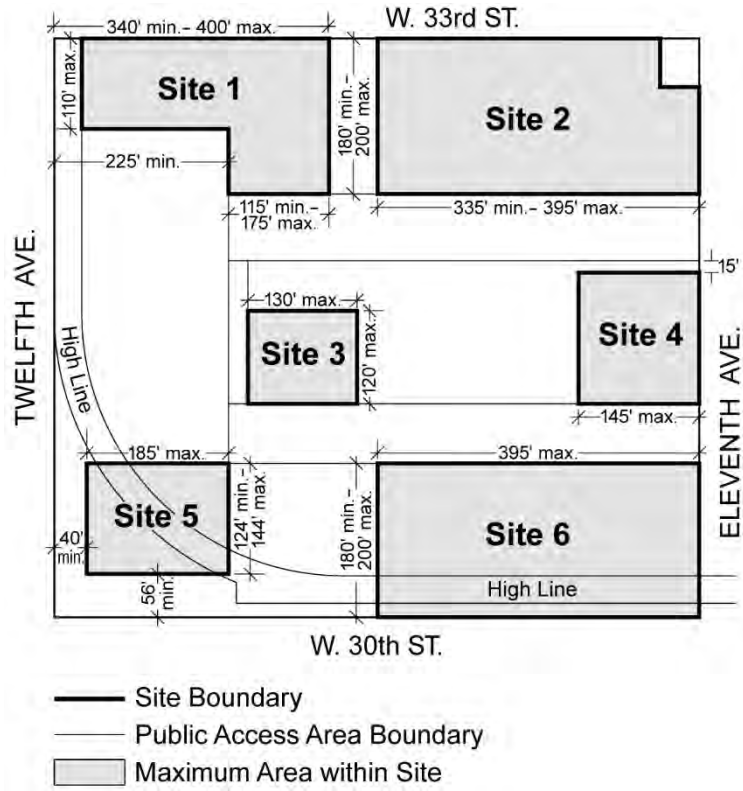 W. 33rd ST.
340' min.– 400' max.
110' max.
Site 1
180' min.–
200' max.
Site 2
225' min.
115' min.–
175' max.
335' min.– 395' max.
15'
TWELFTH AVE.
High Line
130' max.
Site 3
120' max.
Site 4
145' max.
ELEVENTH AVE.
185' max.
395' max.
Site 5
124' min.–
144' max.
180' min.–
200' max.
Site 6
40'
min.
56'
min.
High Line
W. 30th ST.
Site Boundary
Public Access Area Boundary
Maximum Area within Site